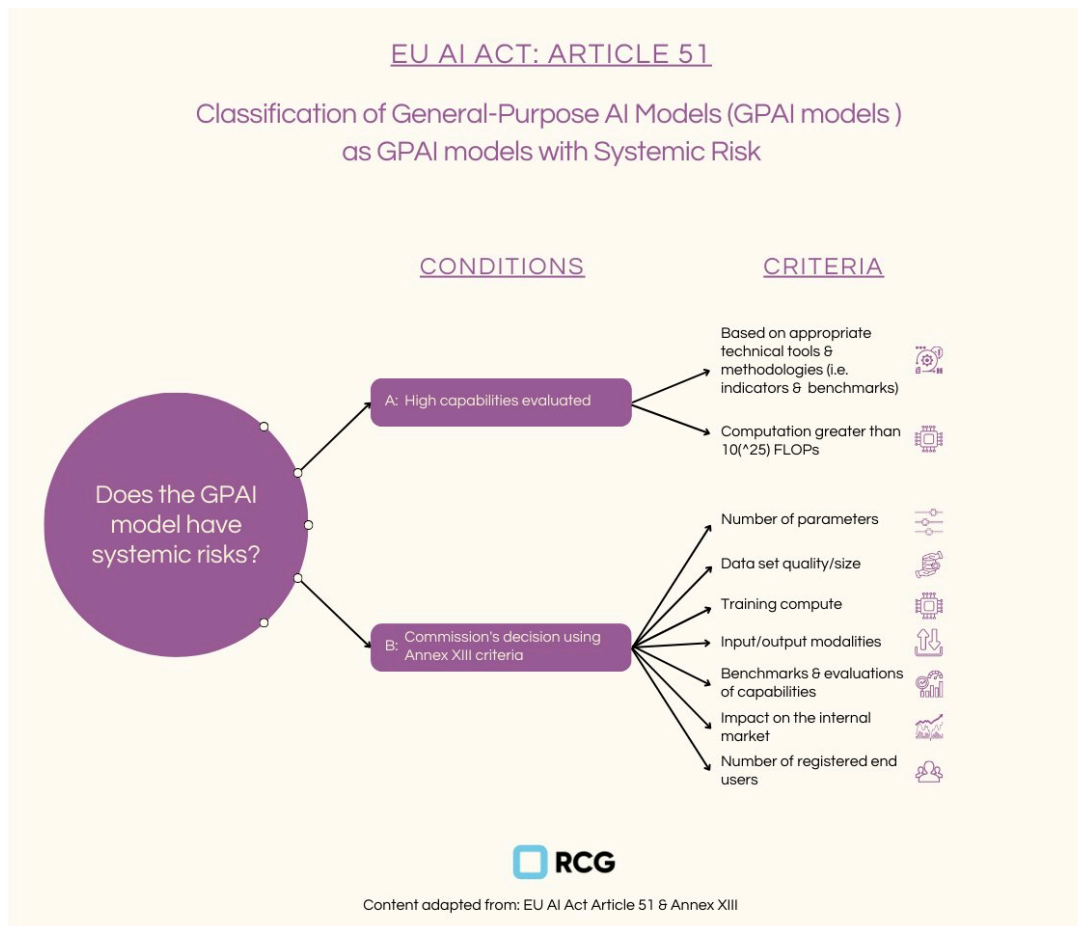 EU AI ACT: ARTICLE 51
Classification of General-Purpose AI Models (GPAI models )
as GPAI models with Systemic Risk
CONDITIONS
CRITERIA
Does the GPAI
model have
systemic risks?
A: High capabilities evaluated
Based on appropriate
technical tools &
methodologies (i.e.
indicators & benchmarks)
Computation greater than
10(^25) FLOPs
B: Commission's decision using
Annex XIII criteria
Number of parameters
Data set quality/size
Training compute
Input/output modalities
Benchmarks & evaluations
of capabilities
Impact on the internal
market
Number of registered end
users
RCG
Content adapted from: EU AI Act Article 51 & Annex XIII